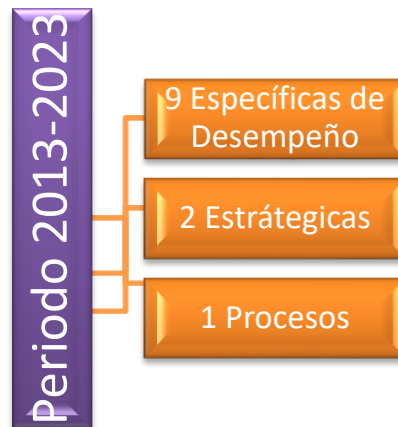 Periodo 2013-2023
9 Específicas de
Desempeño
2 Estrátegicas
1 Procesos